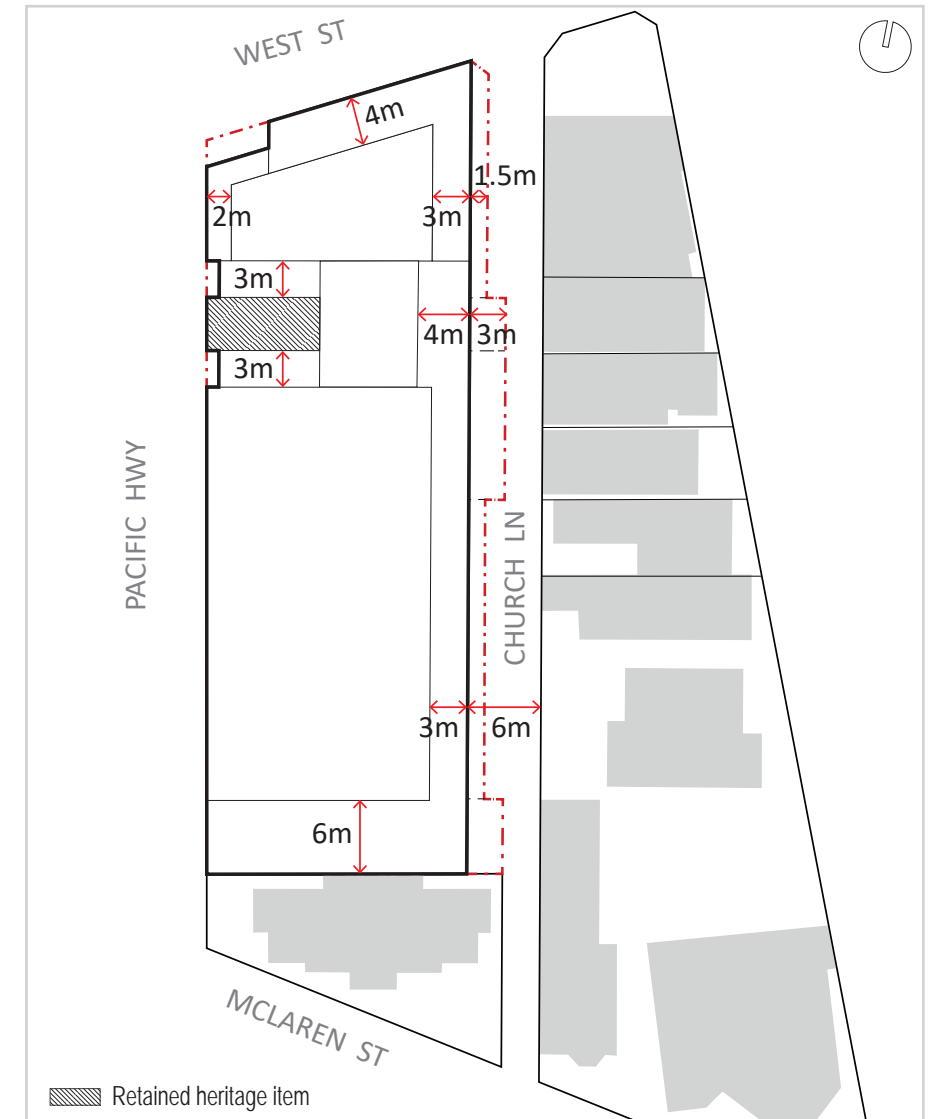 WEST ST
4m
1.5m
2m
3m
3m
4m
3m
3m
PACIFIC HWY
CHURCH LN
3m
6m
6m
MCLAREN ST
Retained heritage item